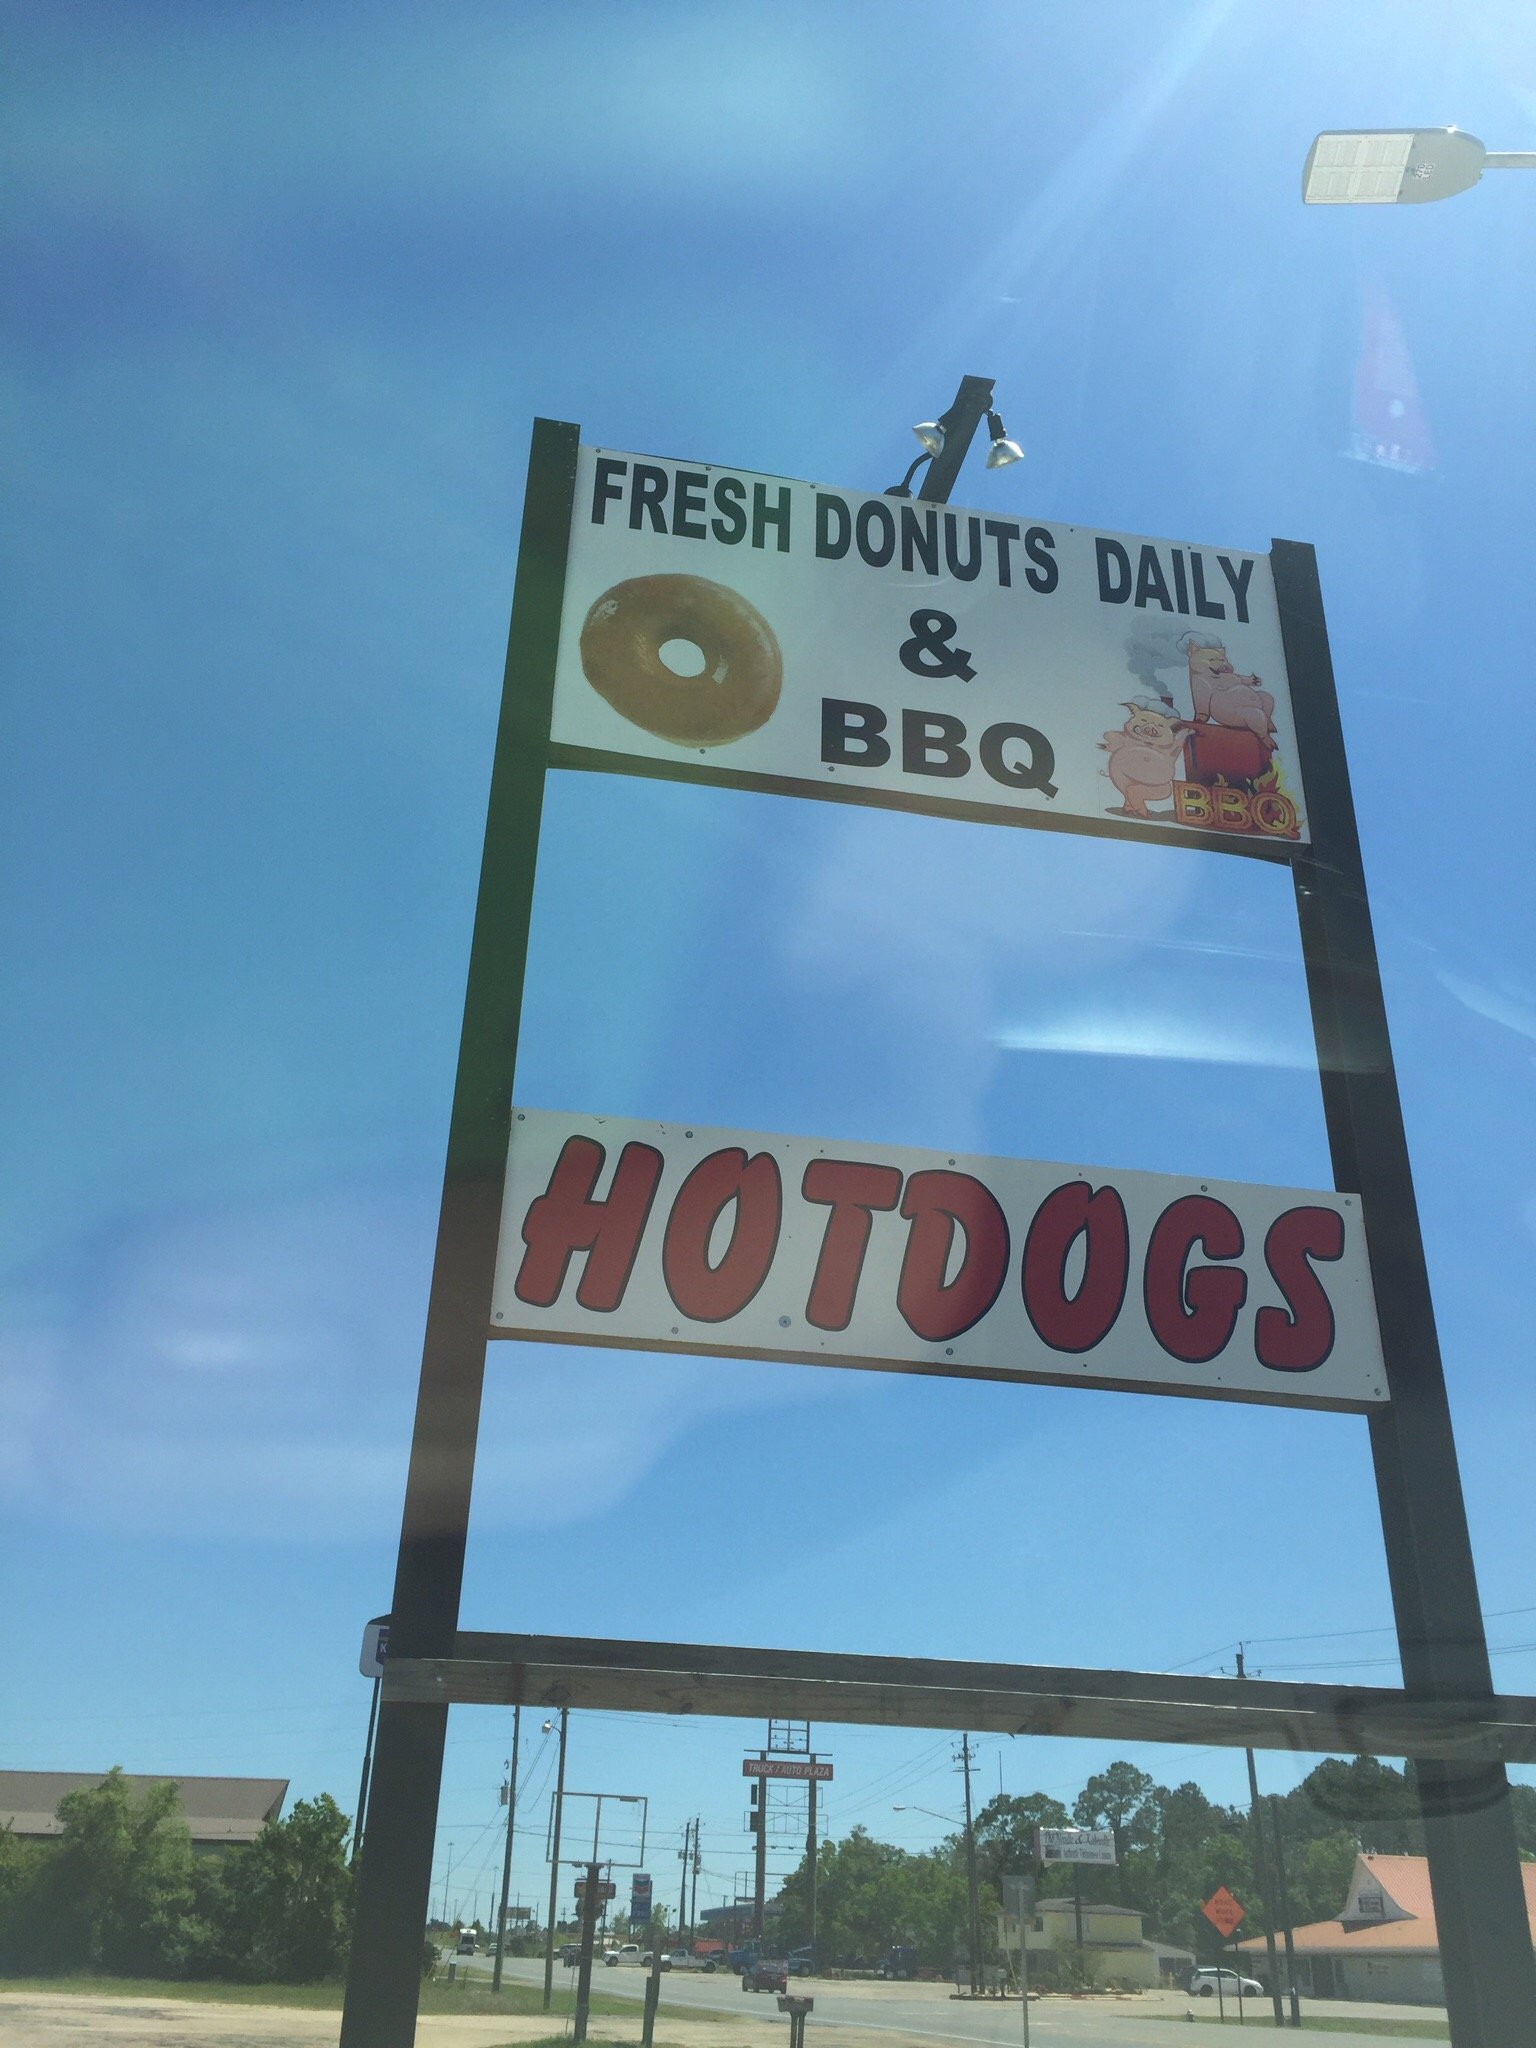 FRESH DONUTS DAILY
&
BBQ
BBQ
HOTDOGS
TRUCK / AUTO PLAZA